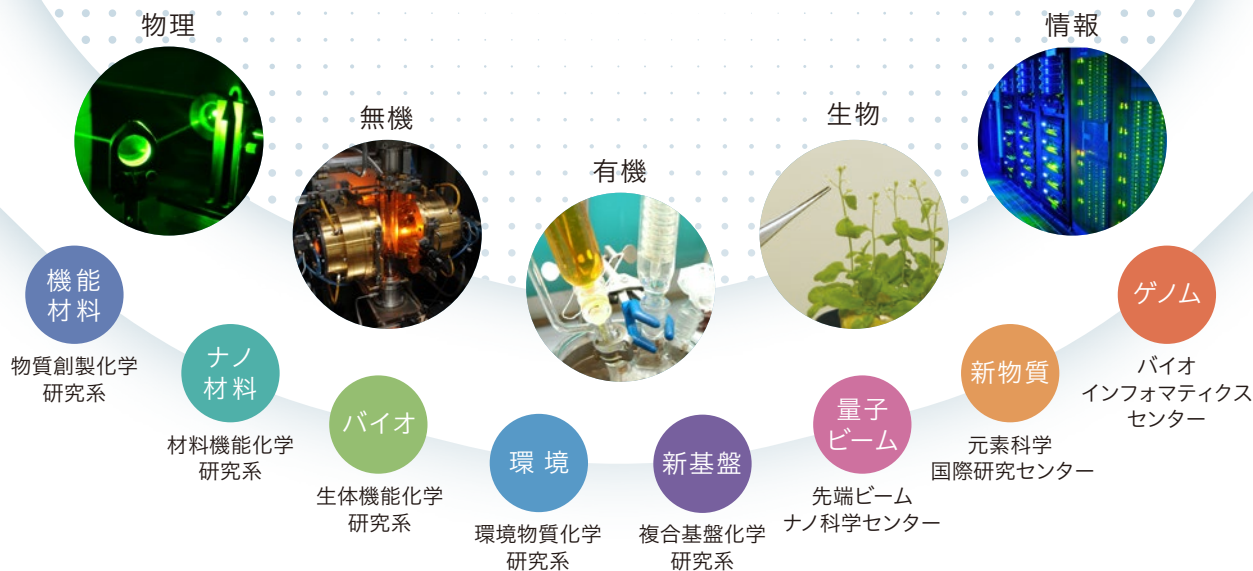 物理
無機
有機
生物
情報
機能
材料
物質創製化学
研究系
ナノ
材料
材料機能化学
研究系
バイオ
生体機能化学
研究系
環境
環境物質化学
研究系
新基盤
複合基盤化学
研究系
量子
ビーム
先端ビーム
ナノ科学センター
新物質
元素科学
国際研究センター
ゲノム
バイオ
インフォマティクス
センター